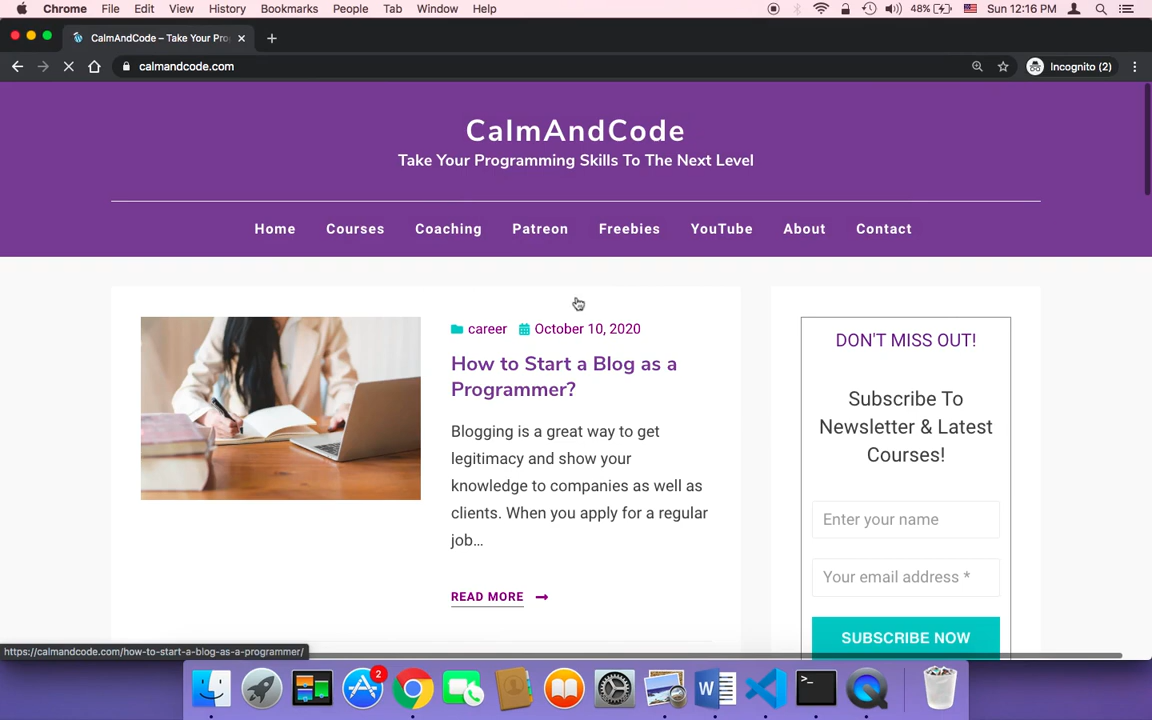 Chrome File Edit View History Bookmarks People Tab Window Help 48% Sun 12:16 PM
CalmAndCode – Take Your Pro
calmandcode.com Incognito (2)
CalmAndCode
Take Your Programming Skills To The Next Level
Home Courses Coaching Patreon Freebies YouTube About Contact
career October 10, 2020
How to Start a Blog as a
Programmer?
Blogging is a great way to get
legitimacy and show your
knowledge to companies as well as
clients. When you apply for a regular
job…
READ MORE
DON'T MISS OUT!
Subscribe To
Newsletter & Latest
Courses!
Enter your name
Your email address *
SUBSCRIBE NOW
https://calmandcode.com/how-to-start-a-blog-as-a-programmer/
2